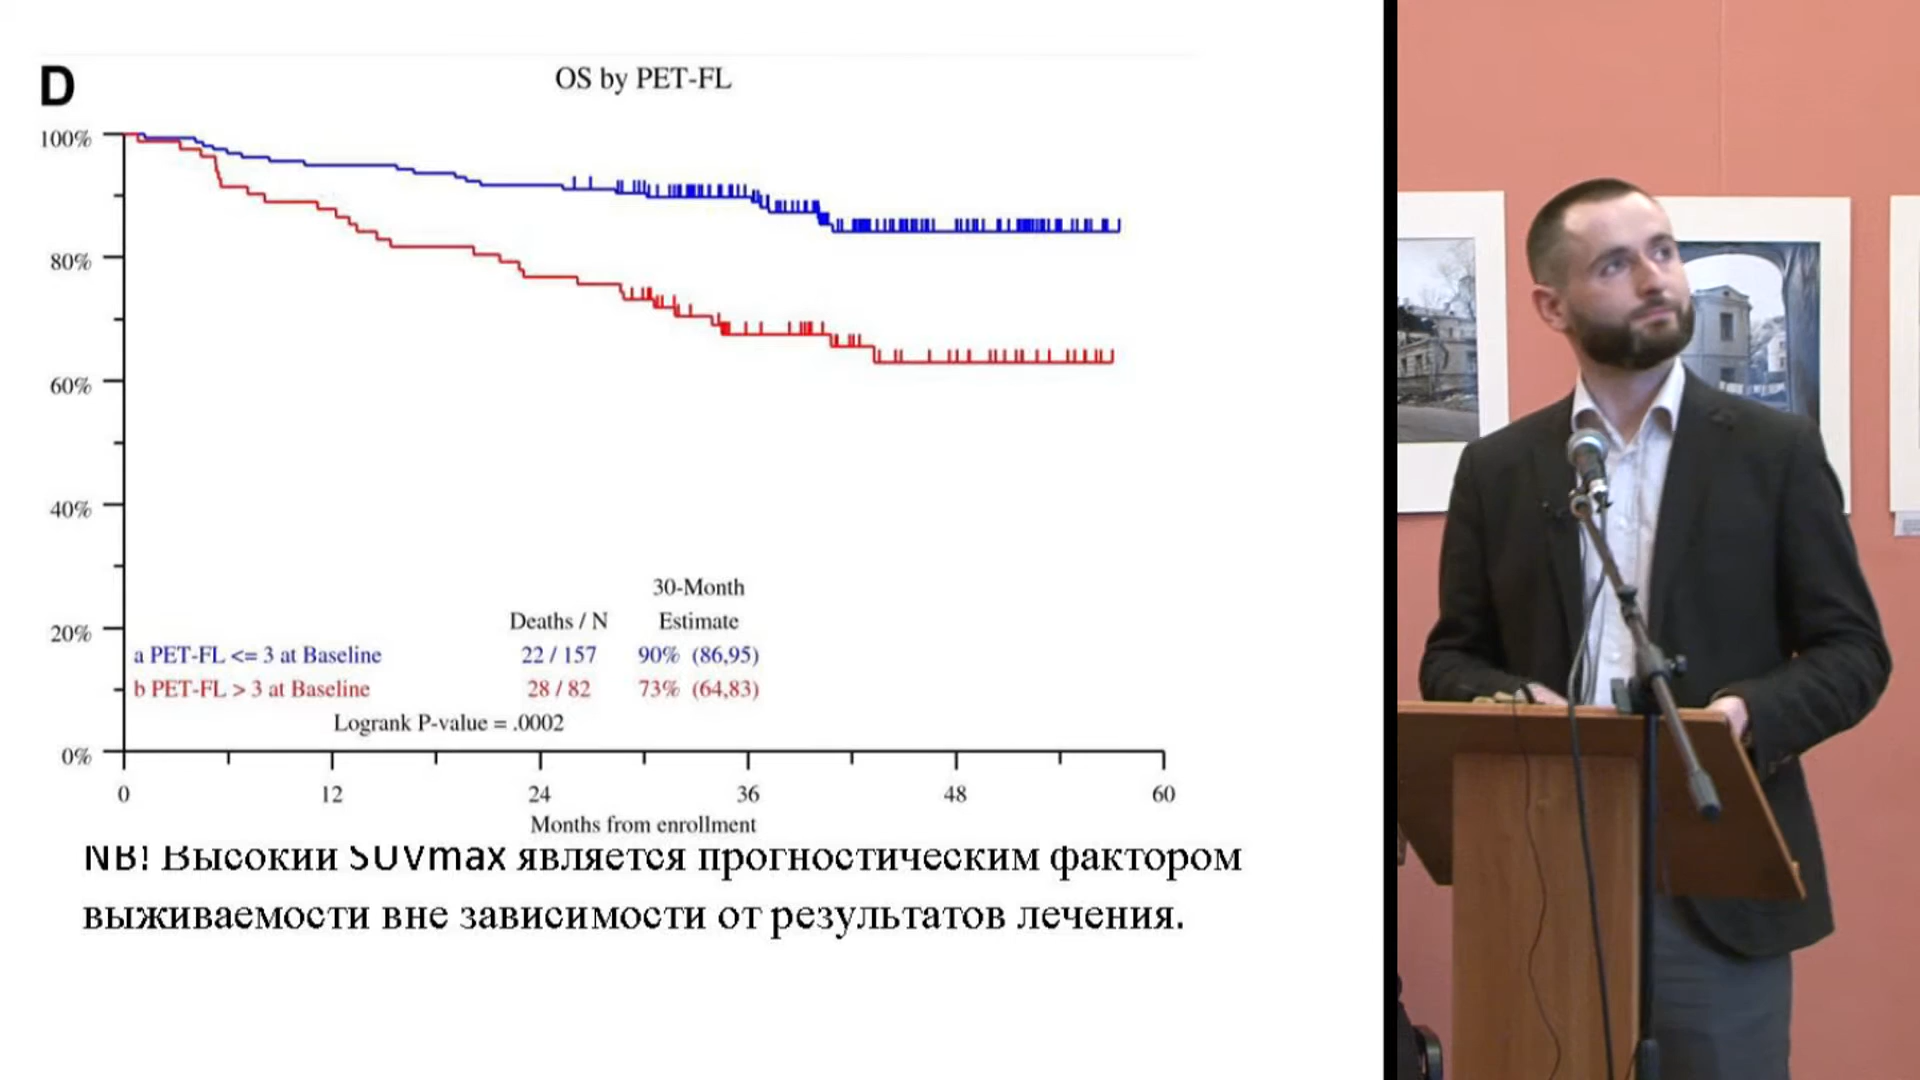 D
OS by PET-FL
100%
80%
60%
40%
20%
0%
30-Month
Deaths / N Estimate
a PET-FL <= 3 at Baseline 22 / 157 90% (86,95)
b PET-FL > 3 at Baseline 28 / 82 73% (64,83)
Logrank P-value = .0002
0 12 24 36 48 60
Months from enrollment
NB! Высокий SUVmax является прогностическим фактором
выживаемости вне зависимости от результатов лечения.